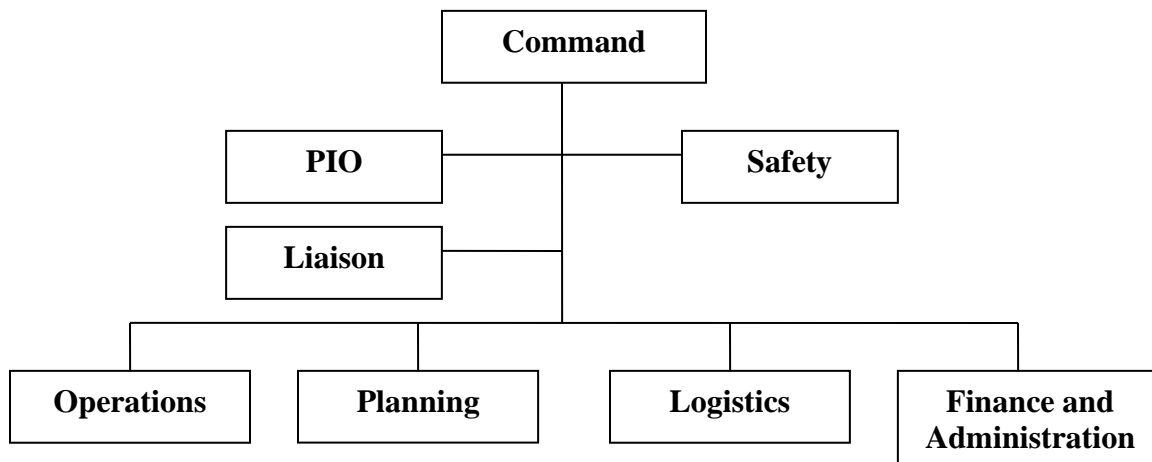 Command
PIO
Safety
Liaison
Operations
Planning
Logistics
Finance and
Administration